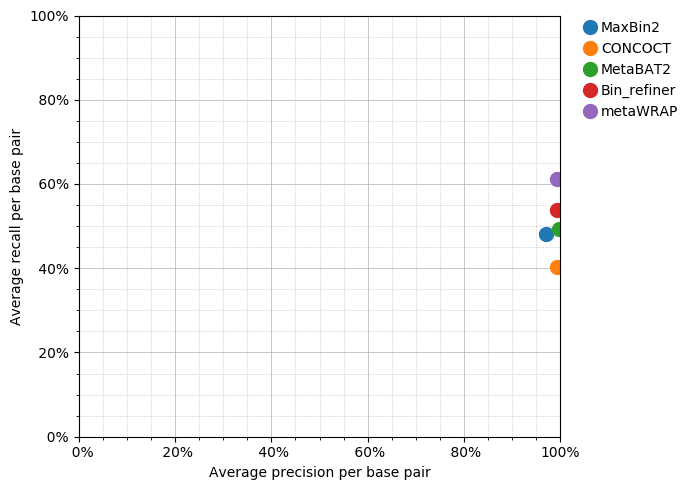 100%
80%
60%
40%
20%
0%
0%
20%
40%
60%
80%
100%
Average recall per base pair
Average precision per base pair
MaxBin2
CONCOCT
MetaBAT2
Bin_refiner
metaWRAP